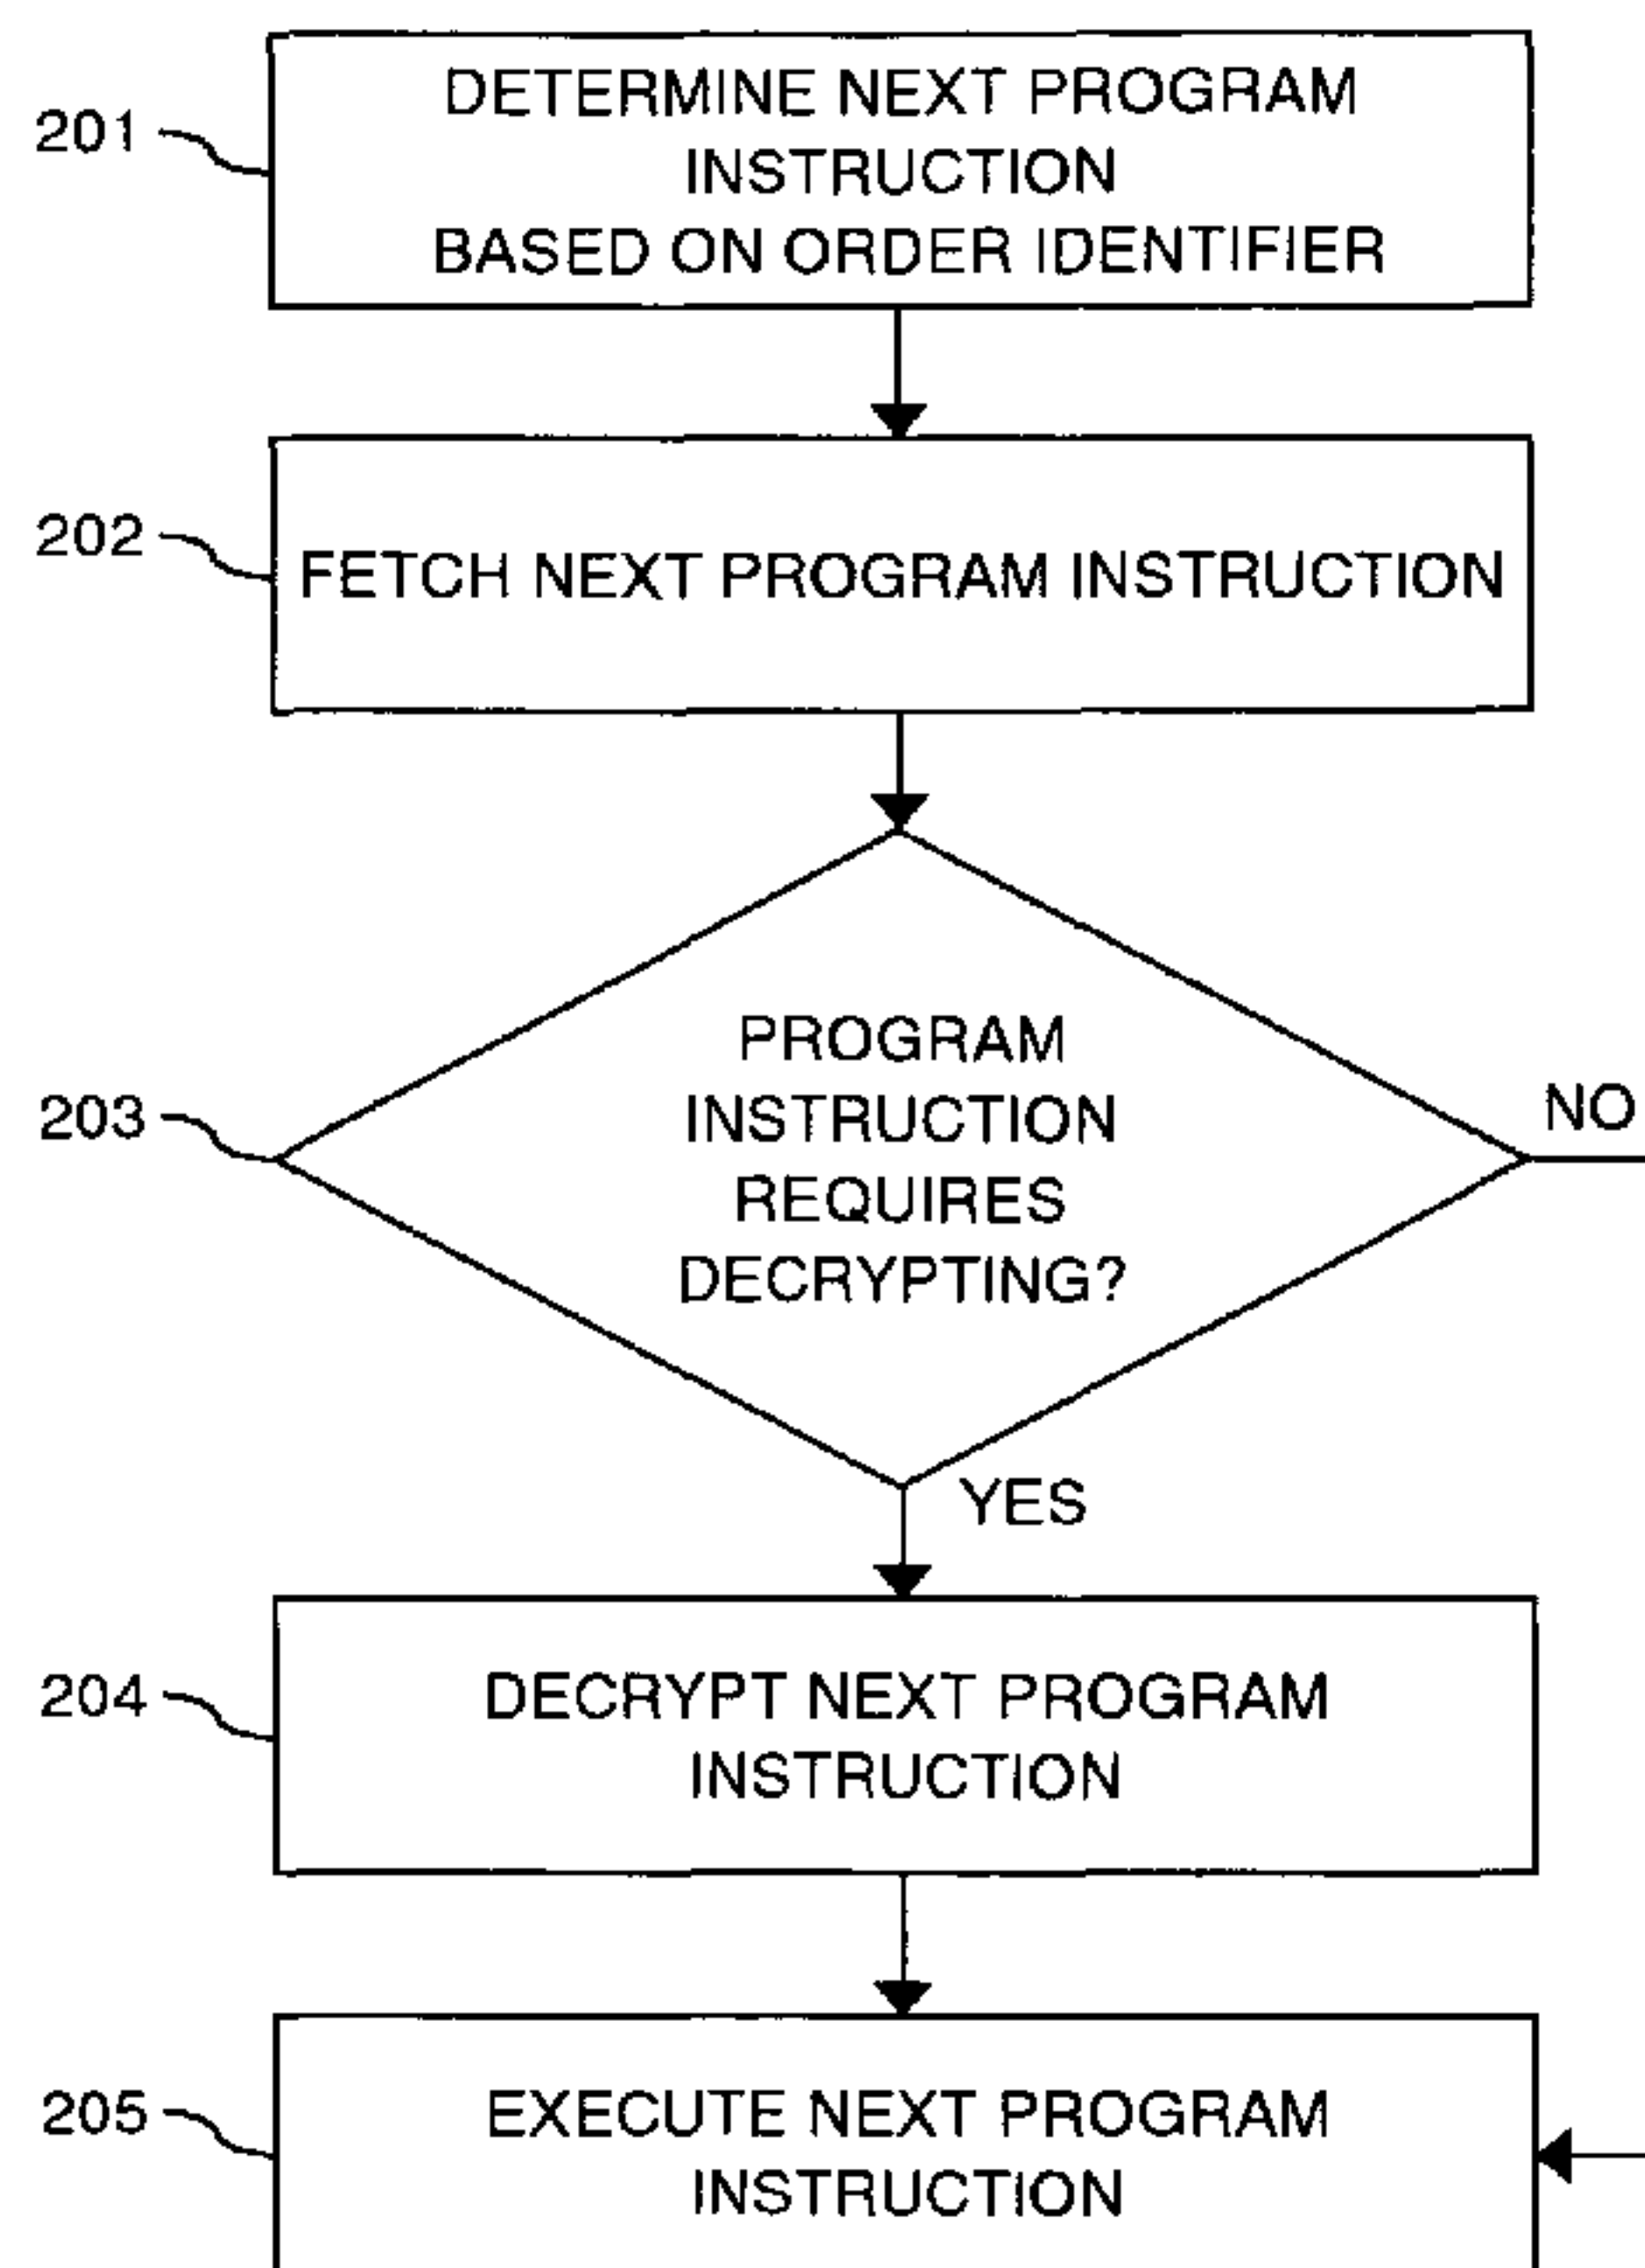 201
DETERMINE NEXT PROGRAM
INSTRUCTION
BASED ON ORDER IDENTIFIER
202
FETCH NEXT PROGRAM INSTRUCTION
203
PROGRAM
INSTRUCTION
REQUIRES
DECRYPTING?
NO
YES
204
DECRYPT NEXT PROGRAM
INSTRUCTION
205
EXECUTE NEXT PROGRAM
INSTRUCTION